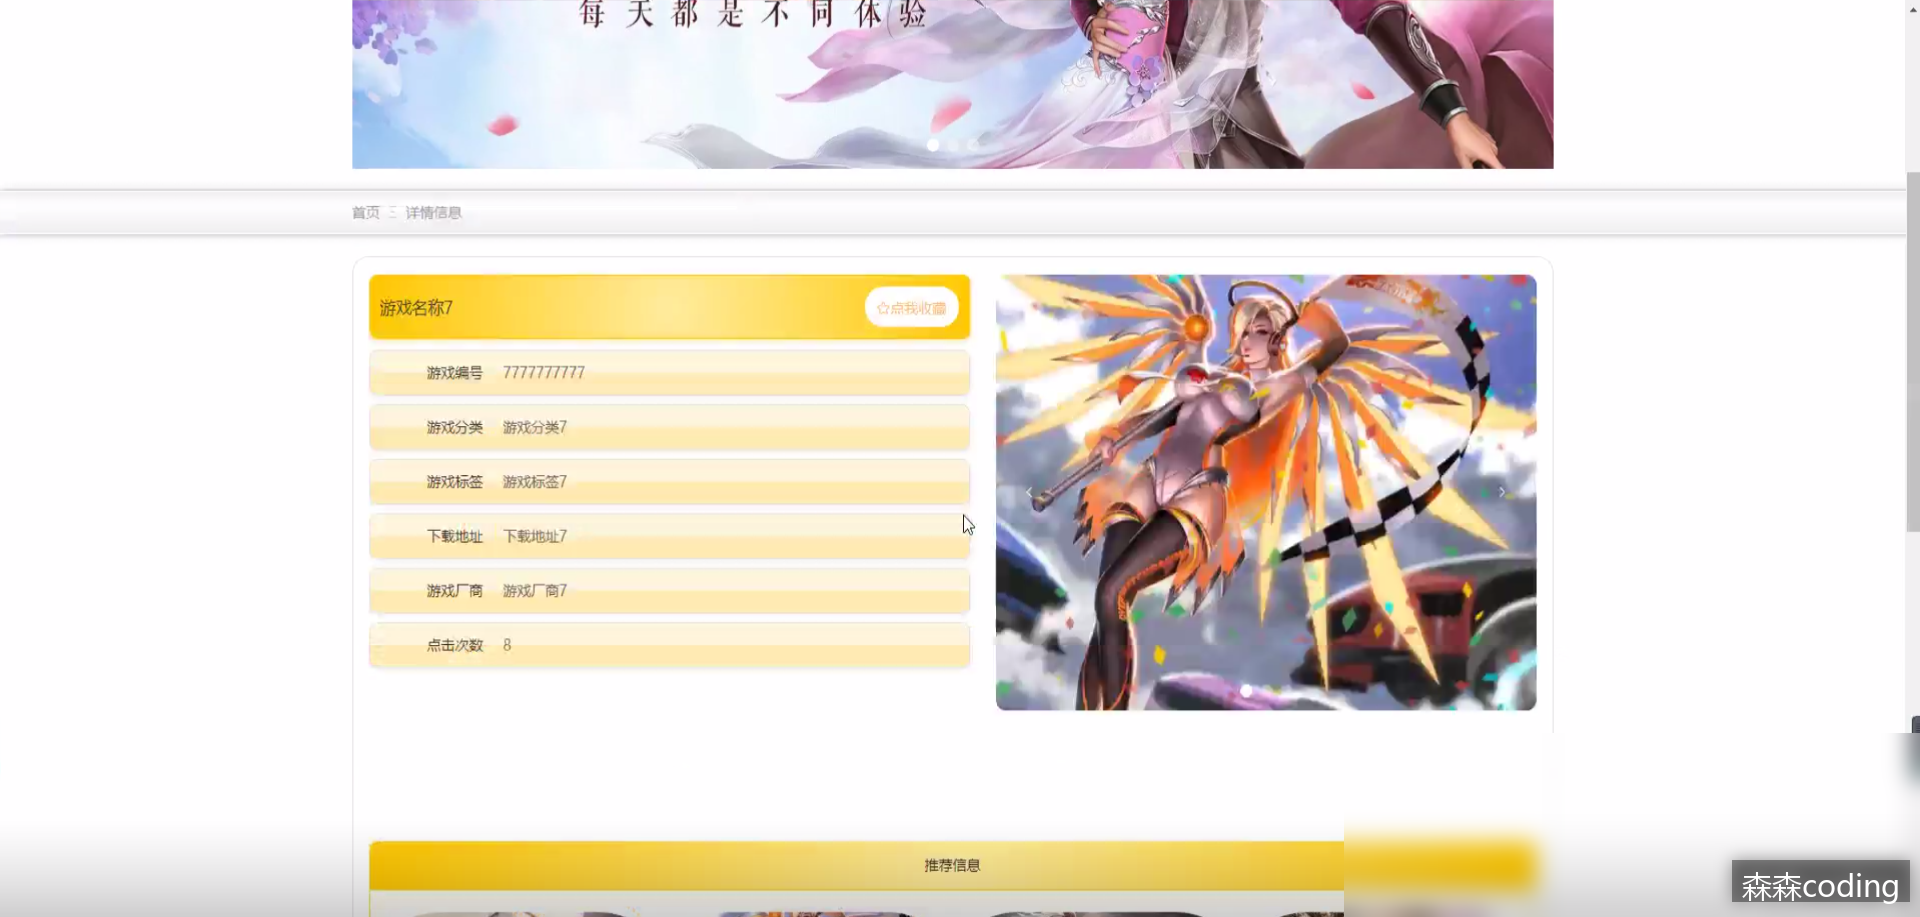 每天都是不同体验
首页 详情信息
游戏名称7
☆点我收藏
游戏编号 7777777777
游戏分类 游戏分类7
游戏标签 游戏标签7
下载地址 下载地址7
游戏厂商 游戏厂商7
点击次数 8
推荐信息
森森coding